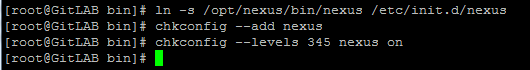 [root@GitLAB bin]# ln -s /opt/nexus/bin/nexus /etc/init.d/nexus
[root@GitLAB bin]# chkconfig --add nexus
[root@GitLAB bin]# chkconfig --levels 345 nexus on
[root@GitLAB bin]#